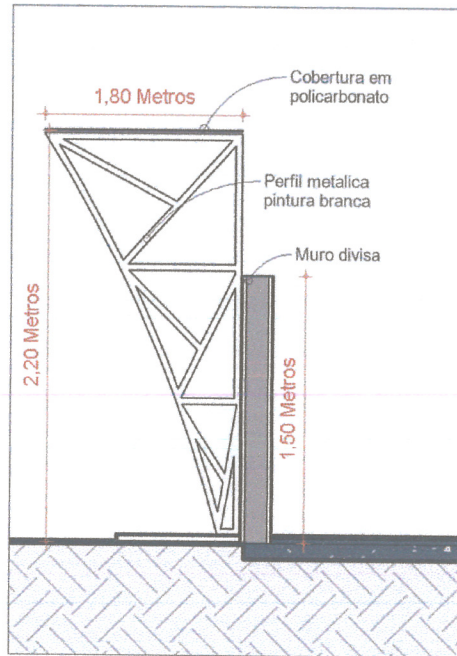 1,80 Metros
Cobertura em
policarbonato
Perfil metalica
pintura branca
Muro divisa
2,20 Metros
1,50 Metros